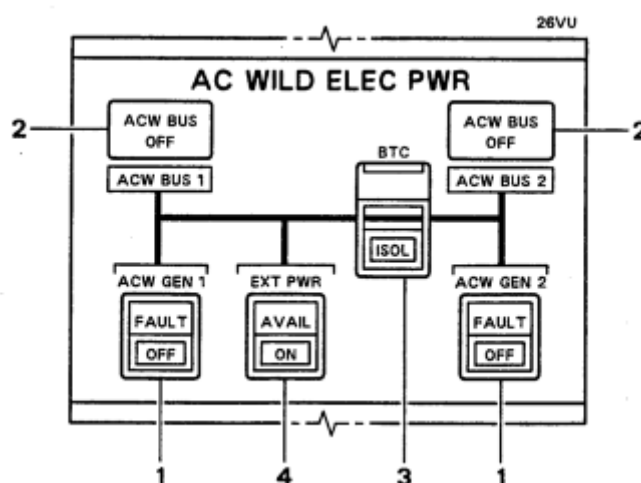 26VU
AC WILD ELEC PWR
2
ACW BUS
OFF
ACW BUS
OFF
2
BTC
ACW BUS 1
ACW BUS 2
ISOL
ACW GEN 1
EXT PWR
ACW GEN 2
FAULT
OFF
AVAIL
ON
FAULT
OFF
1
4
3
1